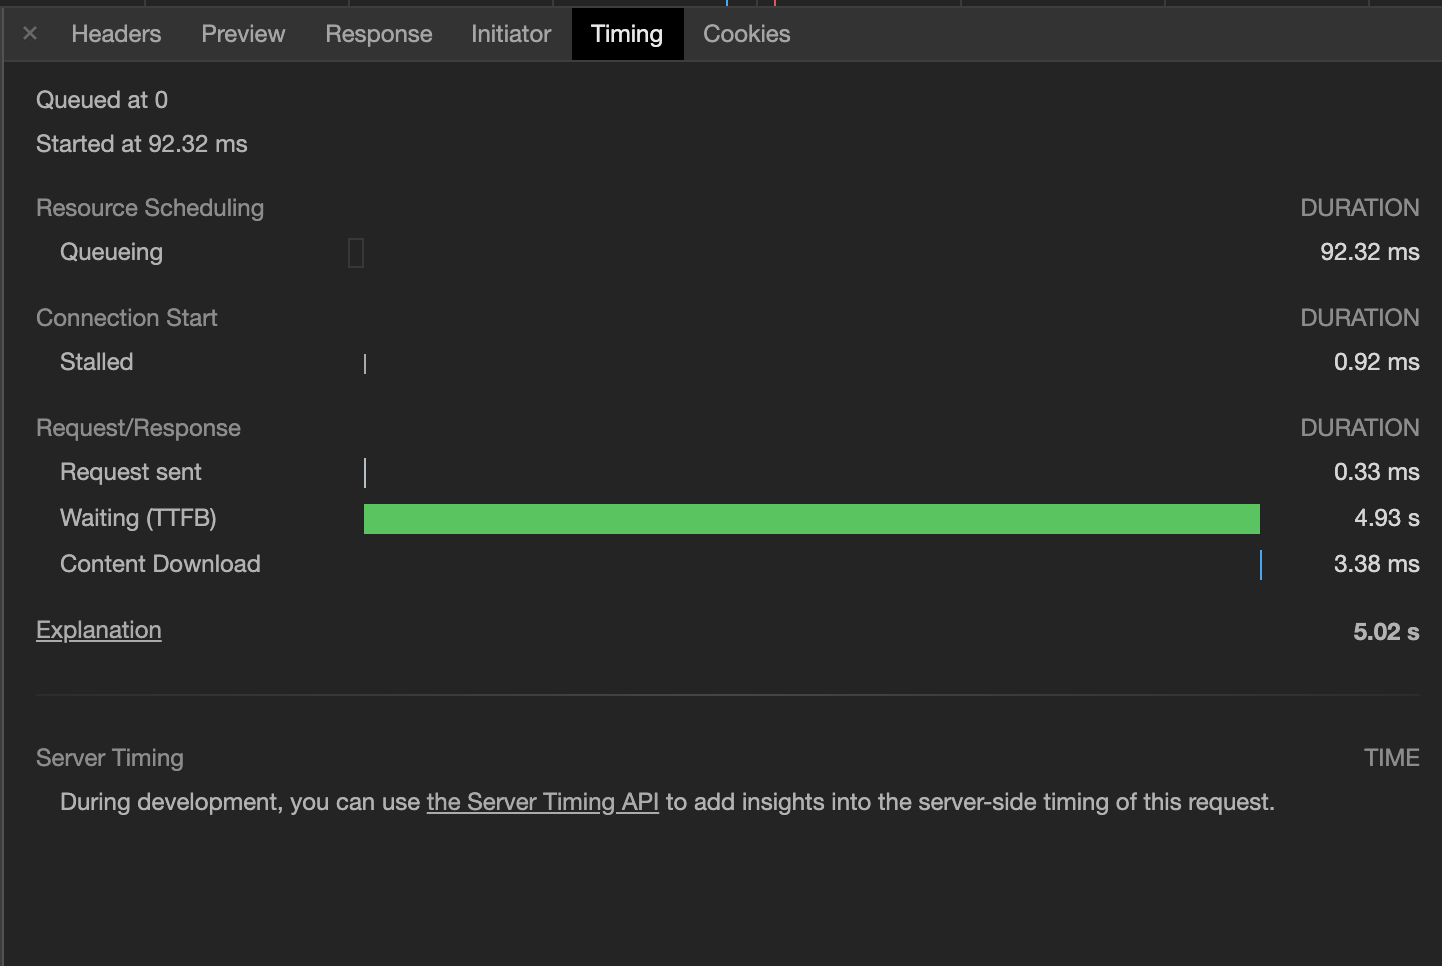 × Headers Preview Response Initiator Timing Cookies
Queued at 0
Started at 92.32 ms
Resource Scheduling DURATION
Queueing 92.32 ms
Connection Start DURATION
Stalled 0.92 ms
Request/Response DURATION
Request sent 0.33 ms
Waiting (TTFB) 4.93 s
Content Download 3.38 ms
Explanation 5.02 s
Server Timing TIME
During development, you can use the Server Timing API to add insights into the server-side timing of this request.